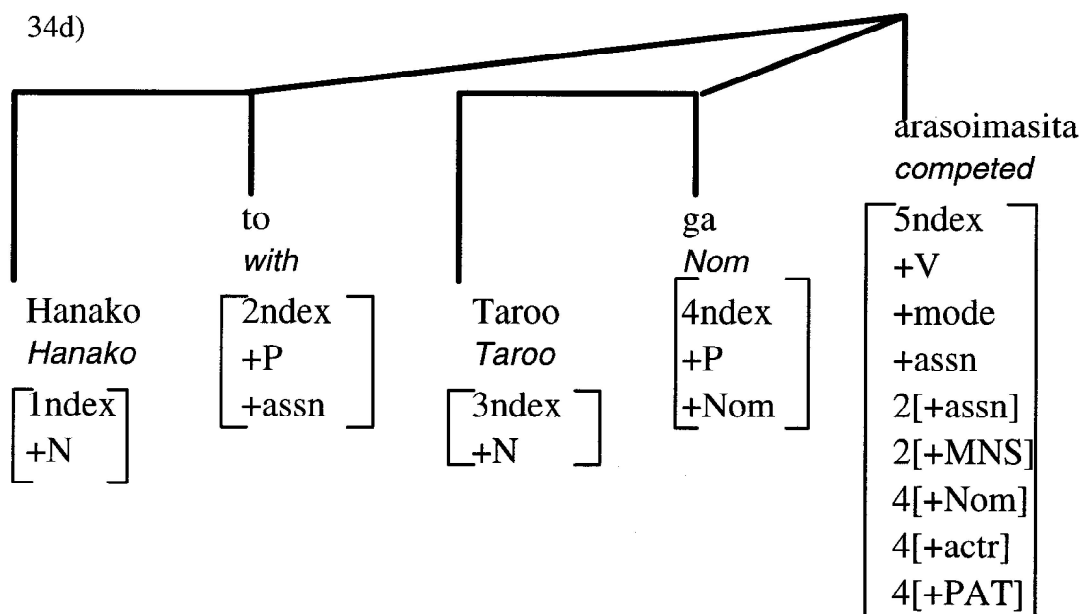 34d)
arasoimasita
competed
to
with
ga
Nom
Hanako
Hanako
Taroo
Taroo
1ndex
+N
2ndex
+P
+assn
3ndex
+N
4ndex
+P
+Nom
5ndex
+V
+mode
+assn
2[+assn]
2[+MNS]
4[+Nom]
4[+actr]
4[+PAT]